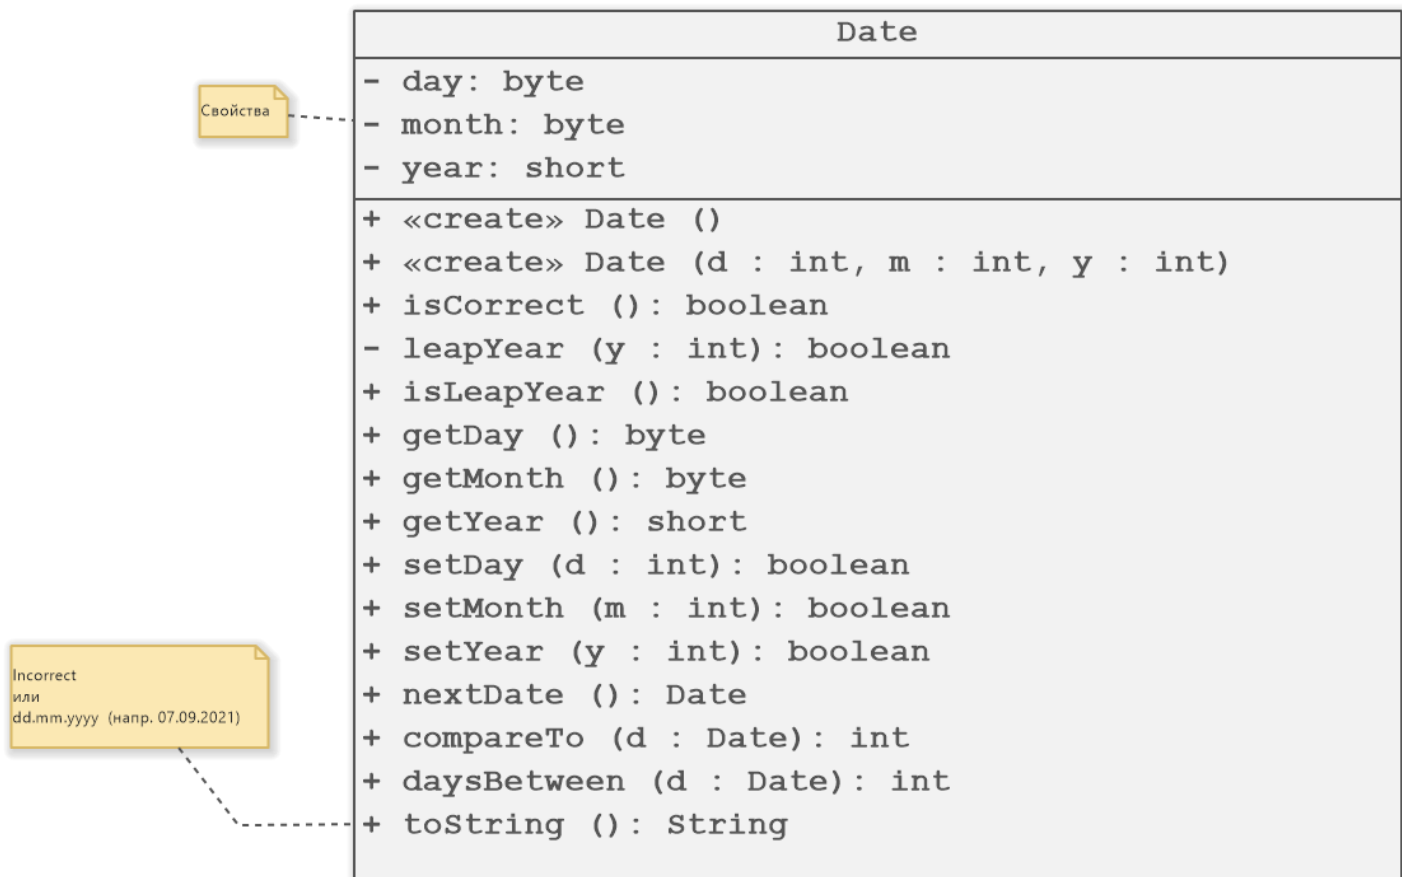 Date
- day: byte
- month: byte
- year: short
Свойства
+ «create» Date ()
+ «create» Date (d : int, m : int, y : int)
+ isCorrect (): boolean
- leapYear (y : int): boolean
+ isLeapYear (): boolean
+ getDay (): byte
+ getMonth (): byte
+ getYear (): short
+ setDay (d : int): boolean
+ setMonth (m : int): boolean
+ setYear (y : int): boolean
+ nextDate (): Date
+ compareTo (d : Date): int
+ daysBetween (d : Date): int
+ toString (): String
Incorrect
или
dd.mm.yyyy (напр. 07.09.2021)